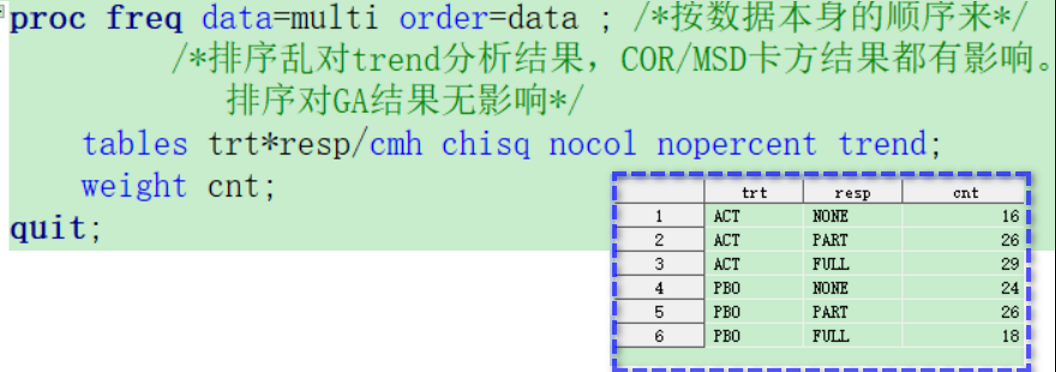 proc freq data=multi order=data ; /*按数据本身的顺序来*/
/*排序乱对trend分析结果，COR/MSD卡方结果都有影响。
排序对GA结果无影响*/
tables trt*resp/cmh chisq nocol nopercent trend;
weight cnt;
quit;
trt resp cnt
1 ACT NONE 16
2 ACT PART 26
3 ACT FULL 29
4 PBO NONE 24
5 PBO PART 26
6 PBO FULL 18